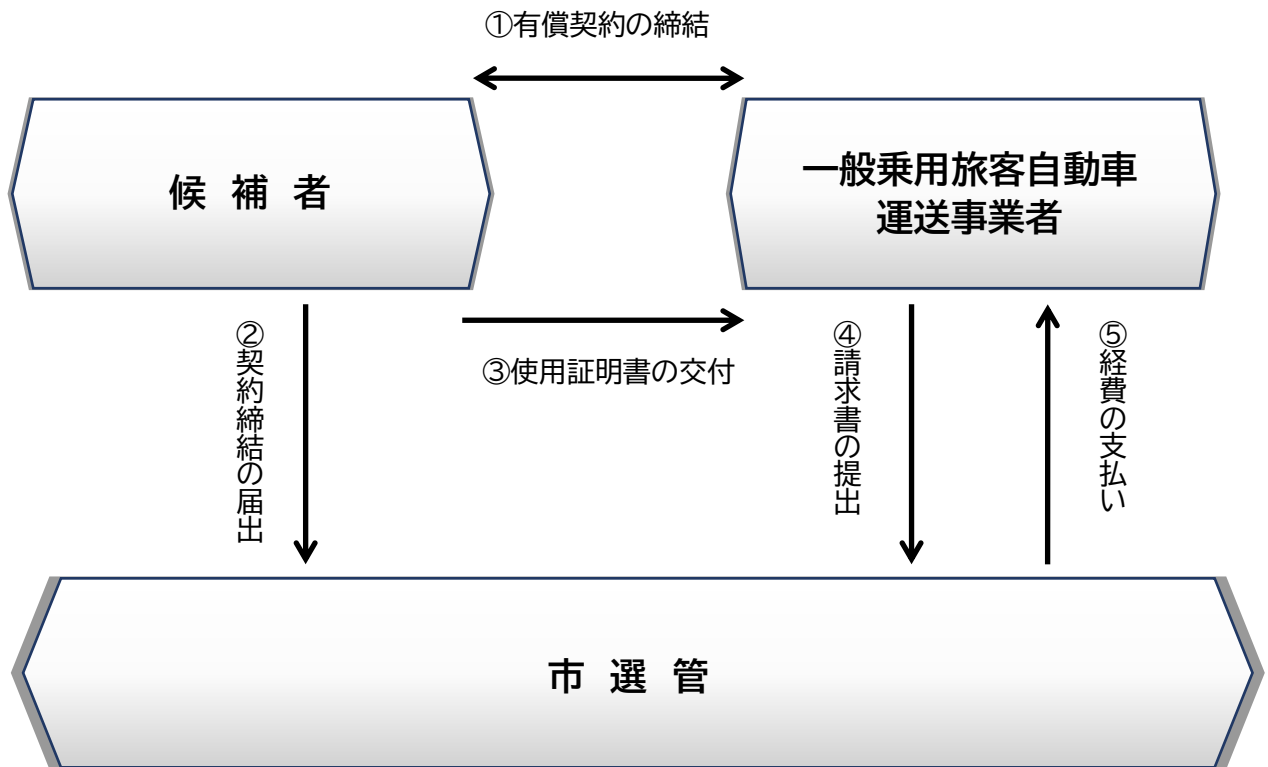 ①有償契約の締結
候 補 者
一般乗用旅客自動車
運送事業者
②契約締結の届出
③使用証明書の交付
④請求書の提出
⑤経費の支払い
市 選 管